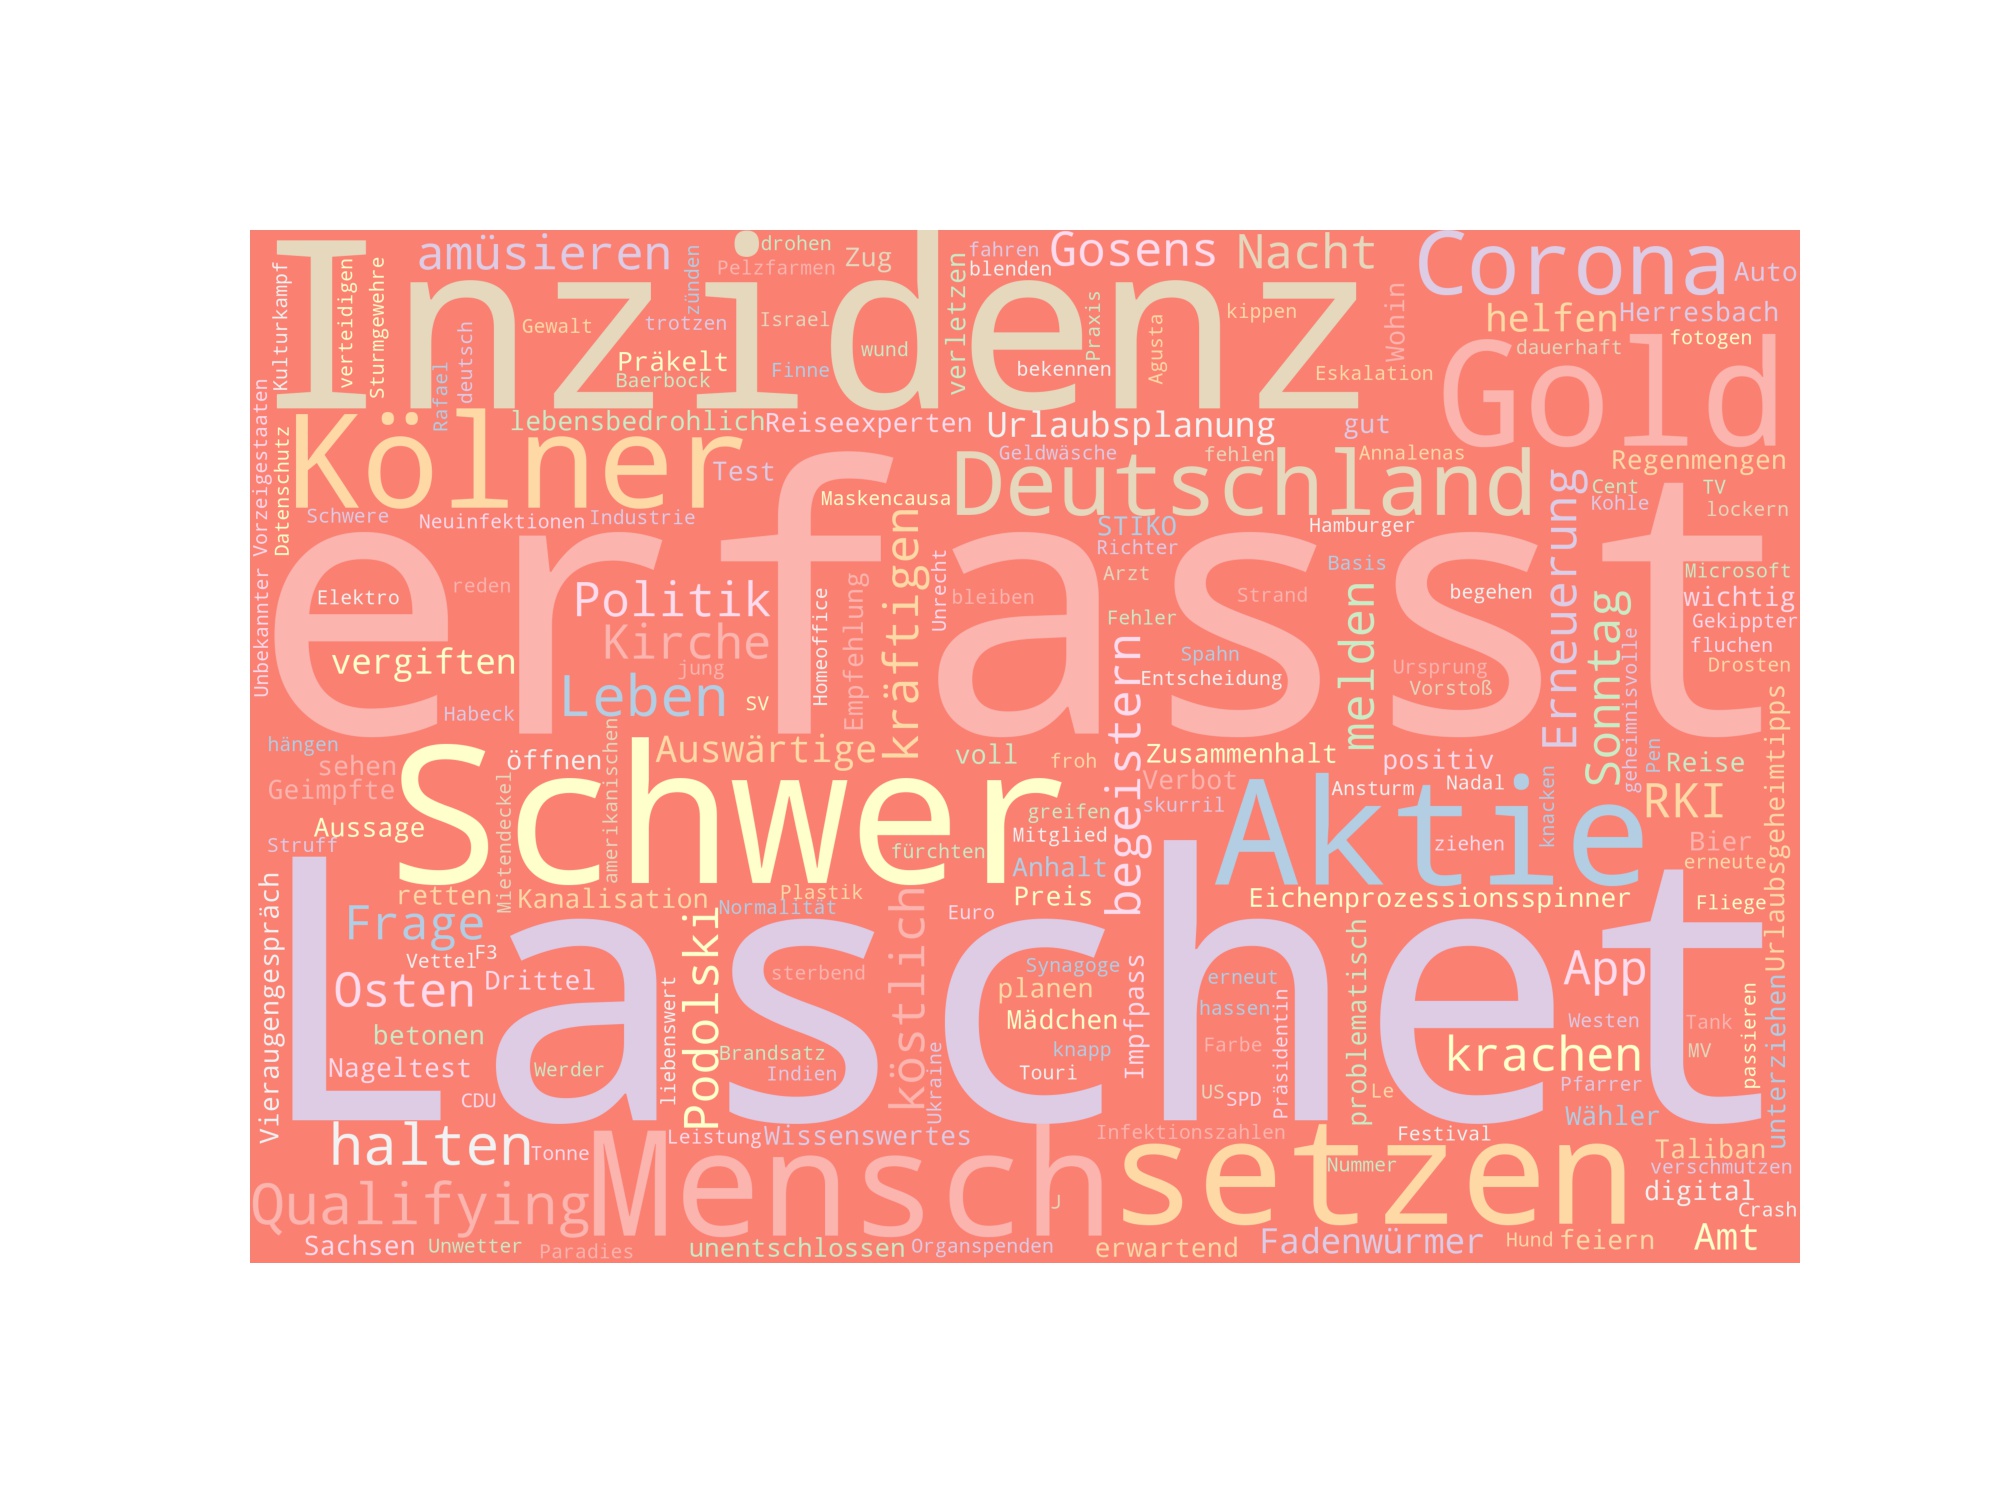 Inzidenz
erfasst
Laschet
Schwer
Gold
Aktie
Mensch
setzen
Kölner
Deutschland
Corona
amüsieren
drohen
Zug
fahren
blenden
Gosens
Nacht
Auto
Kulturkampf
verteidigen
Sturmgewehre
Pelzfarmen
zünden
verletzen
Gewalt
trotzen
Israel
Praxis
kippen
Wohin
helfen
Herresbach
dauerhaft
fotogen
deutsch
Rafael
Präkelt
Baerbock
Finne
wund
bekennen
Agusta
Eskalation
Vorzeigestaaten
Datenschutz
lebensbedrohlich
Reiseexperten
Urlaubsplanung
gut
Geldwäsche
fehlen
Annalenas
Regenmengen
Test
Maskencausa
Cent
TV
Kohle
lockern
Schwere
Neuinfektionen
Industrie
STIKO
Hamburger
Richter
Unbekannter
Elektro
reden
Politik
Homeoffice
Empfehlung
kräftigen
Unrecht
bleiben
Arzt
Basis
Strand
begehen
Erneuerung
Microsoft
wichtig
Gekippter
fluchen
Drosten
Kirche
vergiften
jung
Leben
SV
Habeck
Fehler
Spahn
Entscheidung
melden
Ursprung
Vorstoß
Sonntag
geheimnisvolle
hängen
sehen
öffnen
Geimpfte
Aussage
Struff
Mietendeckel
amerikanischen
Auswärtige
voll
froh
begeistern
Zusammenhalt
Verbot
skurril
positiv
Ansturm
Nadal
ziehen
knacken
Pen
Reise
RKI
Bier
erneute
Urlaubsgeheimtipps
greifen
Mitglied
fürchten
Anhalt
Preis
retten
Kanalisation
Plastik
Normalität
Euro
Eichenprozessionsspinner
Fliege
Vieraugengespräch
Frage
Vettel
F3
Osten
Drittel
betonen
Nageltest
CDU
Werder
liebenswert
Podolski
sterbend
Brandsatz
Indien
köstlich
Ukraine
Synagoge
planen
Mädchen
knapp
Touri
Impfpass
erneut
hassen
Farbe
US
SPD
Präsidentin
problematisch
Le
App
Westen
krachen
Pfarrer
Wähler
Tank
MV
passieren
unterziehen
halten
Tonne
Leistung
Wissenswertes
Infektionszahlen
Festival
Nummer
Taliban
verschmutzen
digital
Crash
Qualifying
J
Sachsen
Unwetter
Paradies
unentschlossen
Organspenden
erwartend
Fadenwürmer
Hund
feiern
Amt